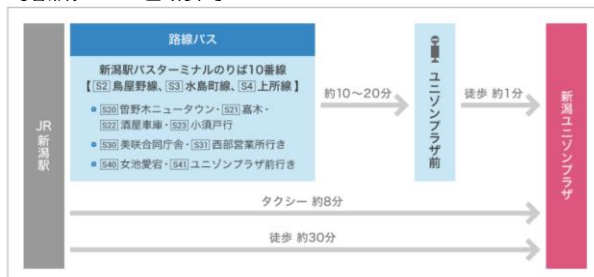 JR新潟駅
路線バス
新潟駅バスターミナルのりば10番線
【S2 鳥屋野線、S3 水島町線、S4 上所線】
• S20 曽野木ニュータウン・S21 嘉木・
S22 酒屋車庫・S23 小須戸行
• S30 美咲合同庁舎・S31 西部営業所行き
• S40 女池愛宕・S41 ユニゾンプラザ前行き
約10〜20分
ユニゾンプラザ前
徒歩 約1分
新潟ユニゾンプラザ
タクシー 約8分
徒歩 約30分